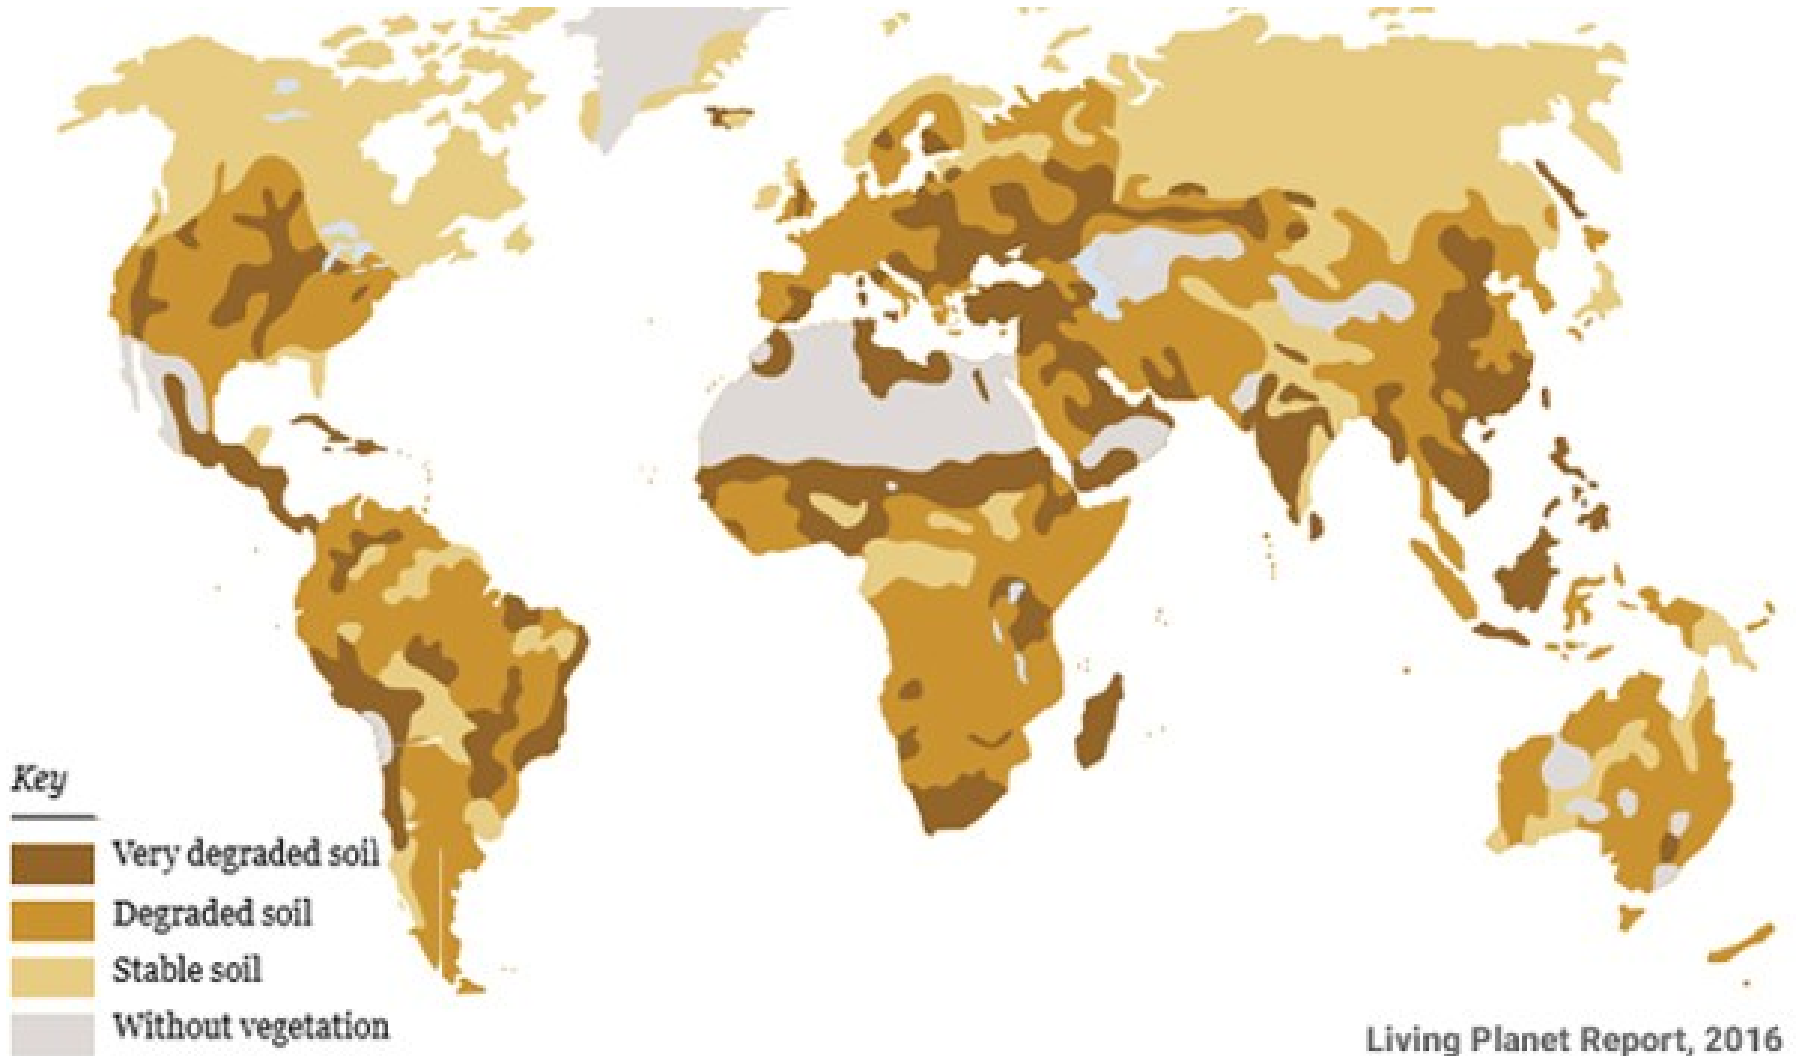 Key
Very degraded soil
Degraded soil
Stable soil
Without vegetation
Living Planet Report, 2016